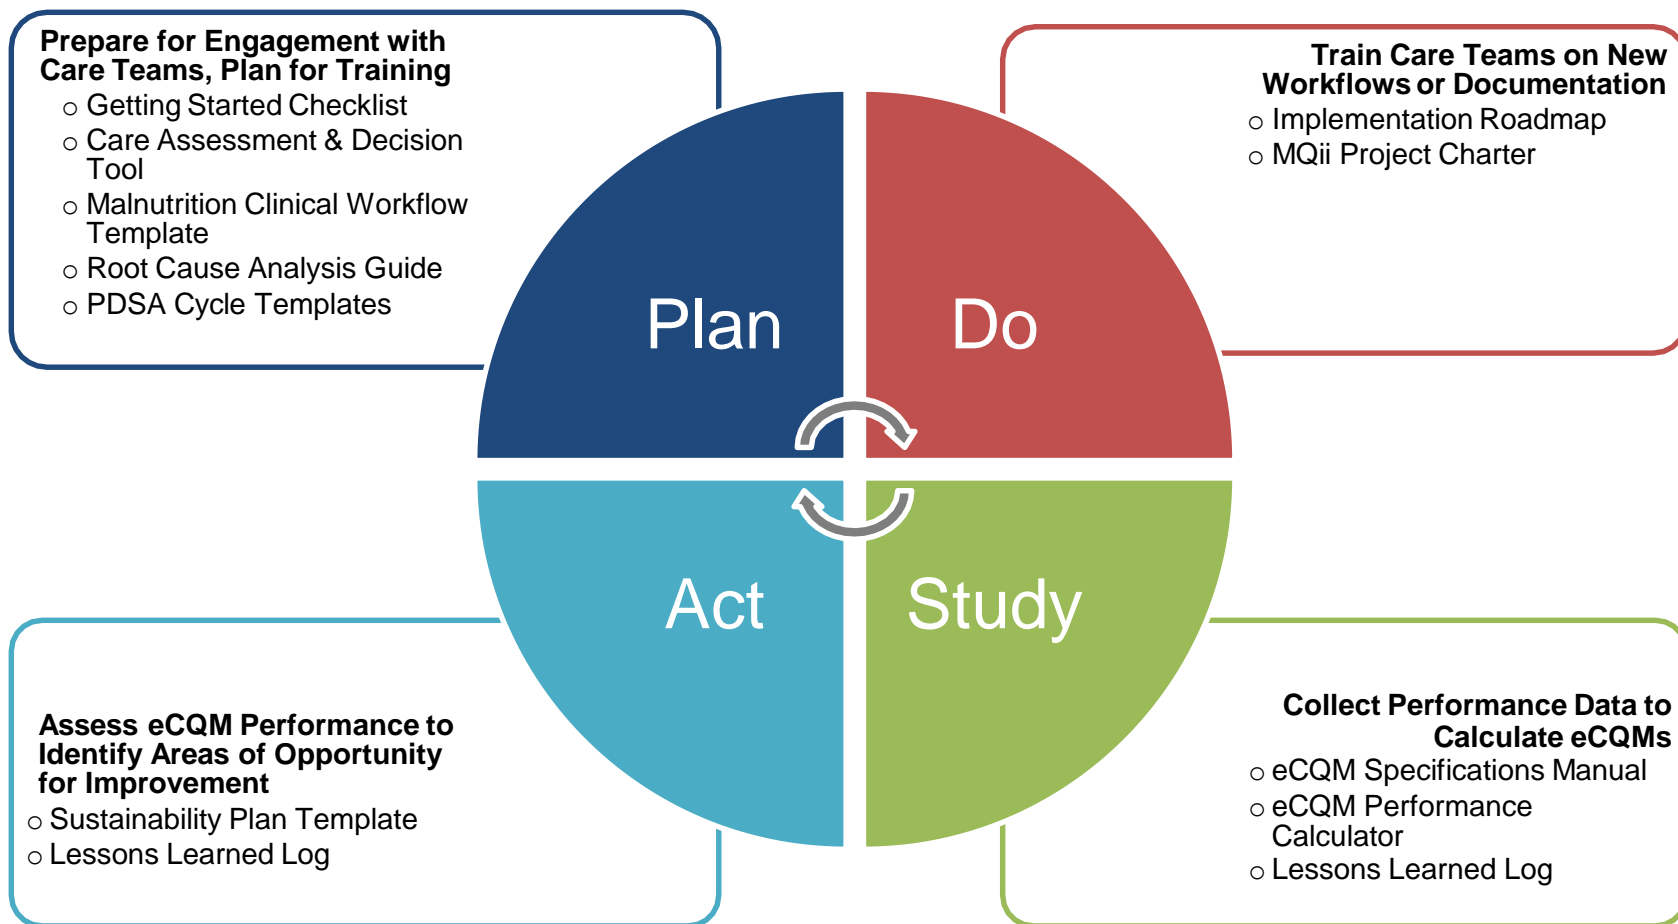 Prepare for Engagement with
Care Teams, Plan for Training
o Getting Started Checklist
o Care Assessment & Decision
Tool
o Malnutrition Clinical Workflow
Template
o Root Cause Analysis Guide
o PDSA Cycle Templates
Train Care Teams on New
Workflows or Documentation
o Implementation Roadmap
o MQii Project Charter
Plan
Do
Act
Study
Assess eCQM Performance to
Identify Areas of Opportunity
for Improvement
o Sustainability Plan Template
o Lessons Learned Log
Collect Performance Data to
Calculate eCQMs
o eCQM Specifications Manual
o eCQM Performance
Calculator
o Lessons Learned Log